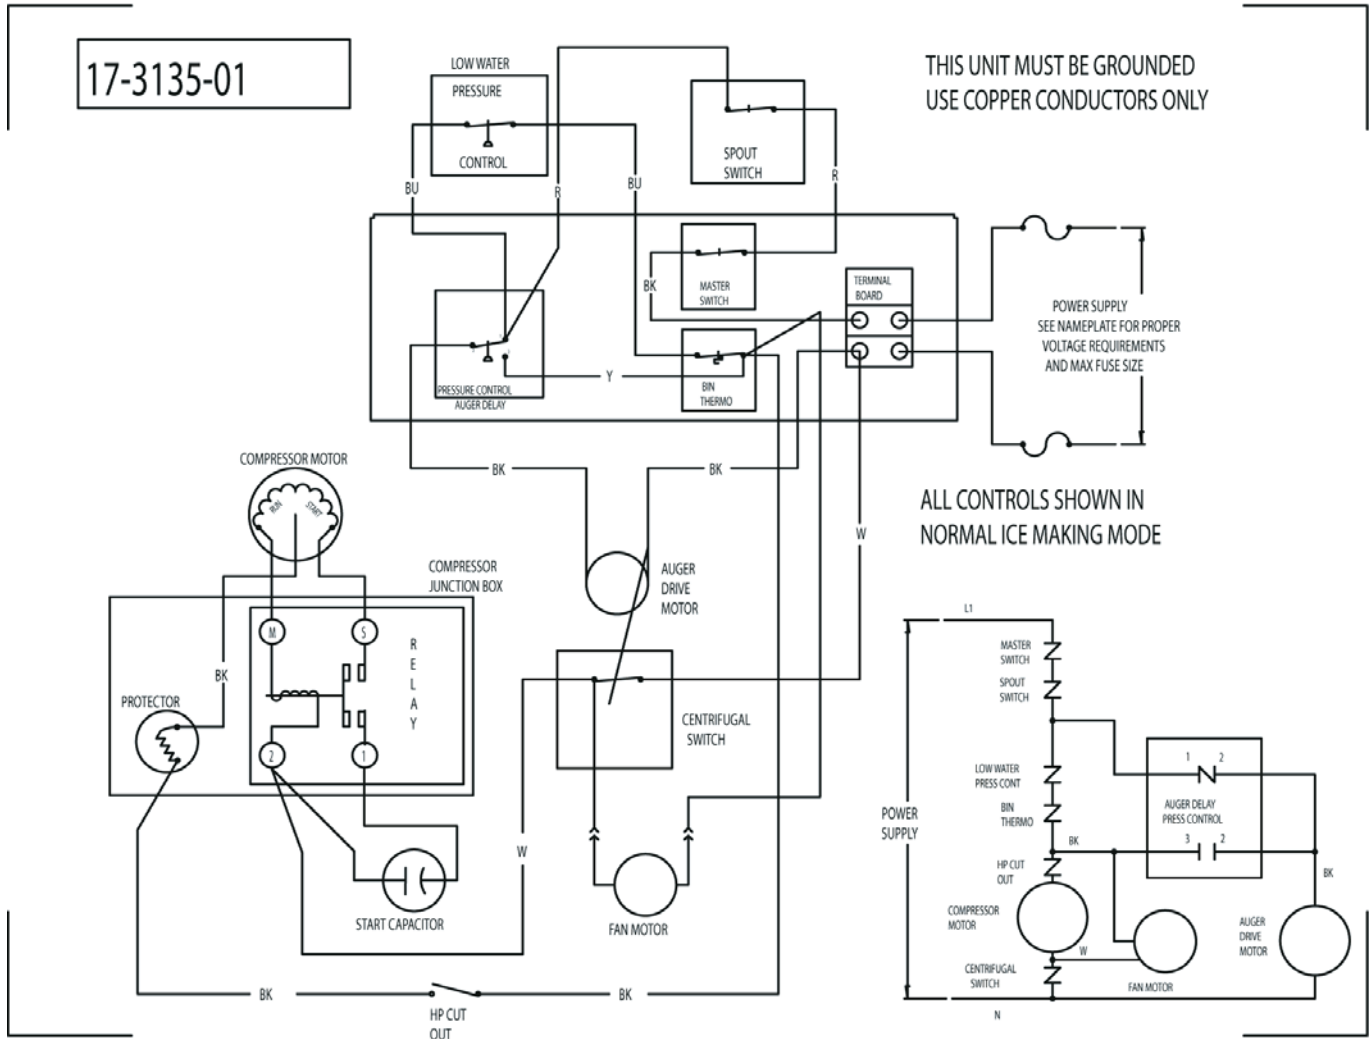 17-3135-01
LOW WATER
PRESSURE
CONTROL
SPOUT
SWITCH
THIS UNIT MUST BE GROUNDED
USE COPPER CONDUCTORS ONLY
BU
R
BU
R
MASTER
SWITCH
BK
TERMINAL
BOARD
POWER SUPPLY
SEE NAMEPLATE FOR PROPER
VOLTAGE REQUIREMENTS
AND MAX FUSE SIZE
Y
BIN
THERMO
PRESSURE CONTROL
AUGER DELAY
BK
BK
W
ALL CONTROLS SHOWN IN
NORMAL ICE MAKING MODE
COMPRESSOR MOTOR
RUN
START
COMPRESSOR
JUNCTION BOX
AUGER
DRIVE
MOTOR
M
S
RELAY
BK
PROTECTOR
2
1
CENTRIFUGAL
SWITCH
W
START CAPACITOR
FAN MOTOR
BK
BK
HP CUT
OUT
L1
MASTER
SWITCH
SPOUT
SWITCH
LOW WATER
PRESS CONT
BIN
THERMO
1 2
AUGER DELAY
PRESS CONTROL
3 2
POWER
SUPPLY
BK
HP CUT
OUT
BK
COMPRESSOR
MOTOR
W
AUGER
DRIVE
MOTOR
CENTRIFUGAL
SWITCH
FAN MOTOR
N